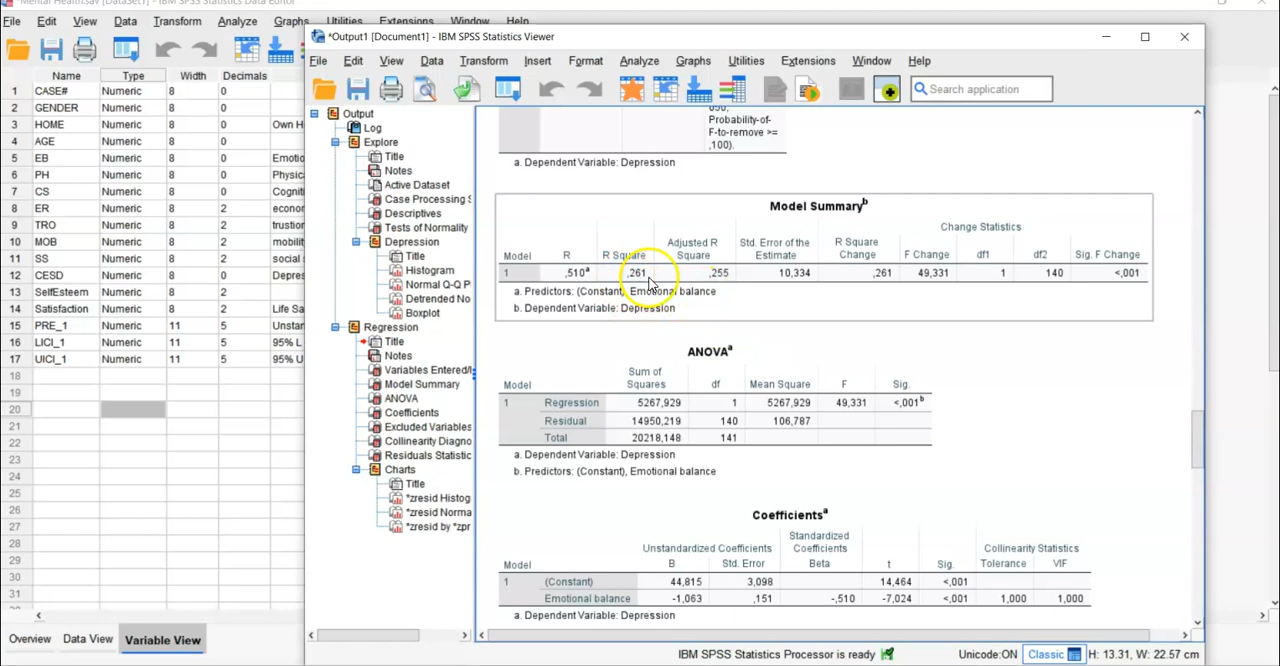 *Mental Health.sav [DataSet1] - IBM SPSS Statistics Data Editor
File Edit View Data Transform Analyze Graphs Utilities Extensions Window Help
Name Type Width Decimals
1 CASE# Numeric 8 0
2 GENDER Numeric 8 0
3 HOME Numeric 8 0 Own H
4 AGE Numeric 8 0
5 EB Numeric 8 0 Emotio
6 PH Numeric 8 0 Physica
7 CS Numeric 8 0 Cognitiv
8 ER Numeric 8 2 econor
9 TRO Numeric 8 2 trustion
10 MOB Numeric 8 2 mobilit
11 SS Numeric 8 2 social
12 CESD Numeric 8 0 Depres
13 SelfEsteem Numeric 8 2
14 Satisfaction Numeric 8 2 Life Sa
15 PRE_1 Numeric 11 5 Unstan
16 LICI_1 Numeric 11 5 95% L
17 UICI_1 Numeric 11 5 95% U
18
19
20
21
22
23
24
25
26
27
28
29
30
31
Overview Data View Variable View
*Output1 [Document1] - IBM SPSS Statistics Viewer
File Edit View Data Transform Insert Format Analyze Graphs Utilities Extensions Window Help
Search application
Output
Log
Explore
Title
Notes
Active Dataset
Case Processing S
Descriptives
Tests of Normality
Depression
Title
Histogram
Normal Q-Q P
Detrended No
Boxplot
Regression
Title
Notes
Variables Entered/
Model Summary
ANOVA
Coefficients
Excluded Variables
Collinearity Diagno
Residuals Statistic
Charts
Title
*zresid Histog
*zresid Norma
*zresid by *zpr
Probability-of-
F-to-remove >=
,100).
a. Dependent Variable: Depression
Model Summaryb
Change Statistics
Model R R Square Adjusted R Square Std. Error of the Estimate R Square Change F Change df1 df2 Sig. F Change
1 ,510a ,261 ,255 10,334 ,261 49,331 1 140 <,001
a. Predictors: (Constant), Emotional balance
b. Dependent Variable: Depression
ANOVAa
Model Sum of Squares df Mean Square F Sig.
1 Regression 5267,929 1 5267,929 49,331 <,001b
Residual 14950,219 140 106,787
Total 20218,148 141
a. Dependent Variable: Depression
b. Predictors: (Constant), Emotional balance
Coefficientsa
Unstandardized Coefficients Standardized Coefficients Collinearity Statistics
Model B Std. Error Beta t Sig. Tolerance VIF
1 (Constant) 44,815 3,098 14,464 <,001
Emotional balance -1,063 ,151 -,510 -7,024 <,001 1,000 1,000
a. Dependent Variable: Depression
IBM SPSS Statistics Processor is ready Unicode:ON Classic H: 13.31, W: 22.57 cm